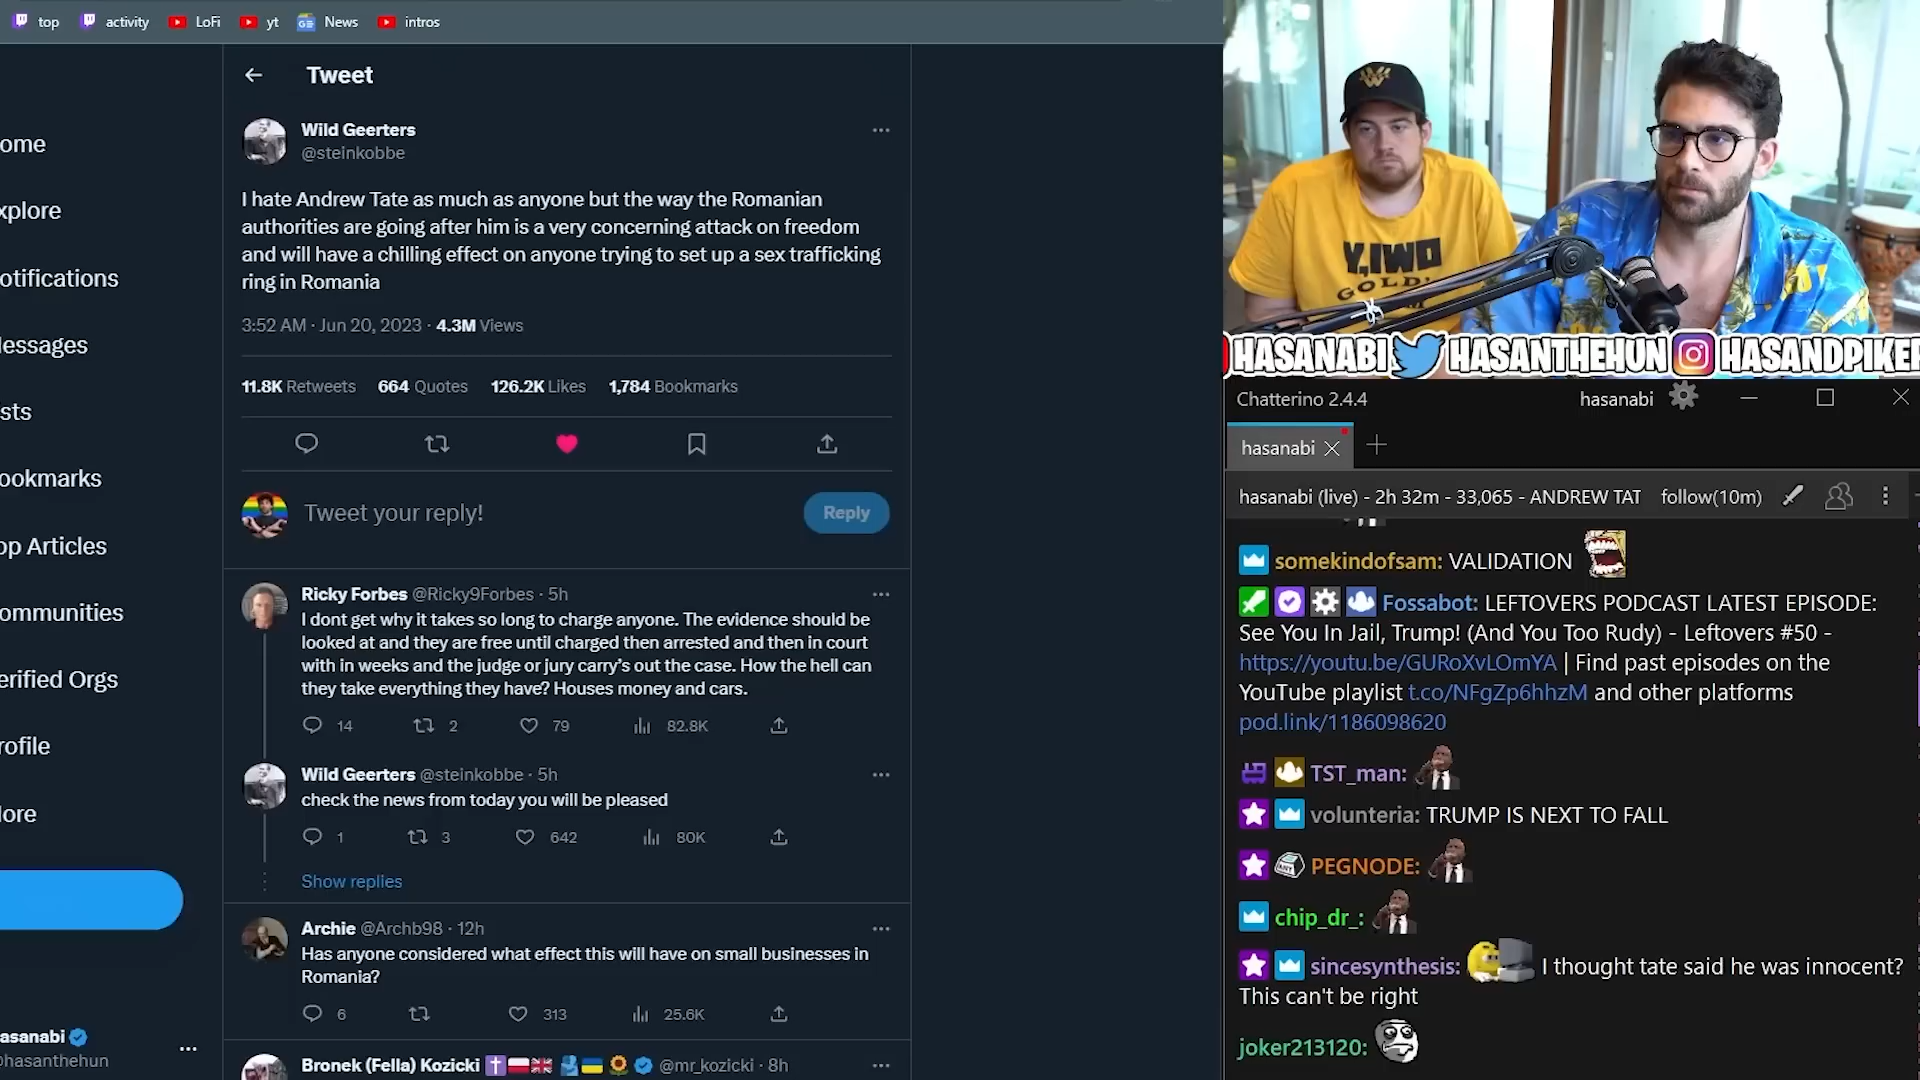 top
activity
LoFi
yt
News
intros
Tweet
Wild Geerters
@steinkobbe
I hate Andrew Tate as much as anyone but the way the Romanian
authorities are going after him is a very concerning attack on freedom
and will have a chilling effect on anyone trying to set up a sex trafficking
ring in Romania
3:52 AM · Jun 20, 2023 · 4.3M Views
11.8K Retweets 664 Quotes 126.2K Likes 1,784 Bookmarks
Tweet your reply!
Reply
Ricky Forbes @Ricky9Forbes · 5h
I dont get why it takes so long to charge anyone. The evidence should be
looked at and they are free until charged then arrested and then in court
with in weeks and the judge or jury carry's out the case. How the hell can
they take everything they have? Houses money and cars.
14 2 79 82.8K
Wild Geerters @steinkobbe · 5h
check the news from today you will be pleased
1 3 642 80K
Show replies
Archie @Archb98 · 12h
Has anyone considered what effect this will have on small businesses in
Romania?
6 313 25.6K
Bronek (Fella) Kozicki @mr_kozicki · 8h
ome
xplore
otifications
lessages
sts
ookmarks
op Articles
ommunities
erified Orgs
rofile
lore
asanabi
@hasanthehun
Y,IWO
GOLD!
HASANABI HASANTHEHUN HASANDPIKER
Chatterino 2.4.4
hasanabi
hasanabi
hasanabi (live) - 2h 32m - 33,065 - ANDREW TAT
follow(10m)
somekindofsam: VALIDATION
Fossabot: LEFTOVERS PODCAST LATEST EPISODE:
See You In Jail, Trump! (And You Too Rudy) - Leftovers #50 -
https://youtu.be/GURoXvLOmYA | Find past episodes on the
YouTube playlist t.co/NFgZp6hhzM and other platforms
pod.link/1186098620
TST_man:
volunteria: TRUMP IS NEXT TO FALL
PEGNODE:
chip_dr_:
sincesynthesis: I thought tate said he was innocent?
This can't be right
joker213120: